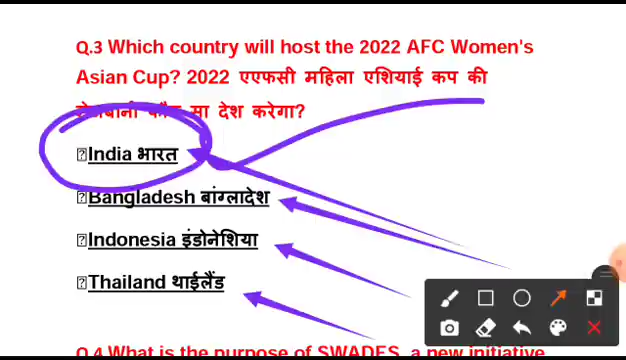 Q.3 Which country will host the 2022 AFC Women's
Asian Cup? 2022 एएफसी महिला एशियाई कप की
सा देश करेगा?
India भारत
Bangladesh बांग्लादेश
Indonesia इंडोनेशिया
Thailand थाईलैंड
Q.4 What is the purpose of SWADES, a new initiative